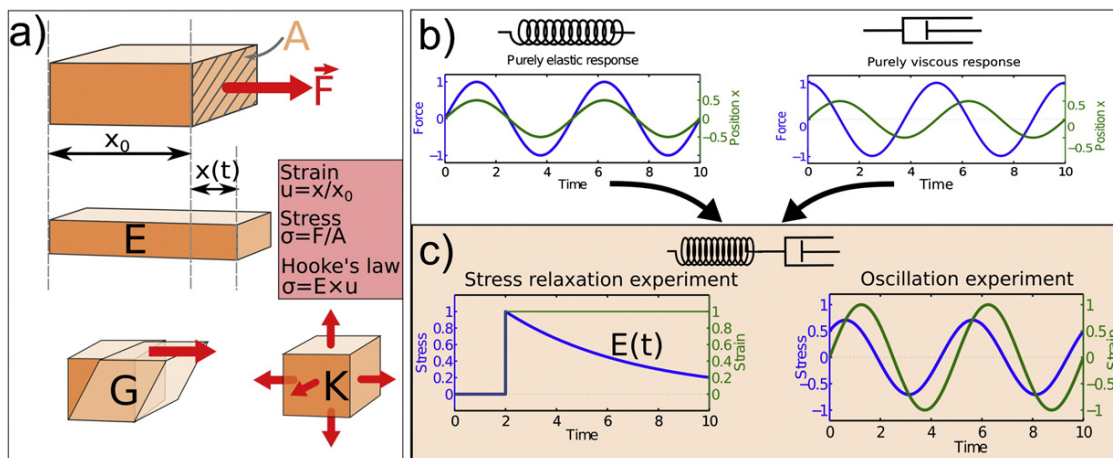 a)
A
F
x0
x(t)
E
Strain
u=x/x0
Stress
σ=F/A
Hooke's law
σ=E×u
G
K
b)
Purely elastic response
Force
1
0
−1
0.5
0
−0.5
Position x
0 2 4 6 8 10
Time
Purely viscous response
Force
1
0
−1
0.5
0
−0.5
Position x
0 2 4 6 8 10
Time
c)
Stress relaxation experiment
Stress
1
0.8
0.6
0.4
0.2
0
E(t)
1
0.8
0.6
0.4
0.2
0
Strain
0 2 4 6 8 10
Time
Oscillation experiment
Stress
1
0.5
0
−0.5
−1
1
0.5
0
−0.5
−1
Strain
0 2 4 6 8 10
Time